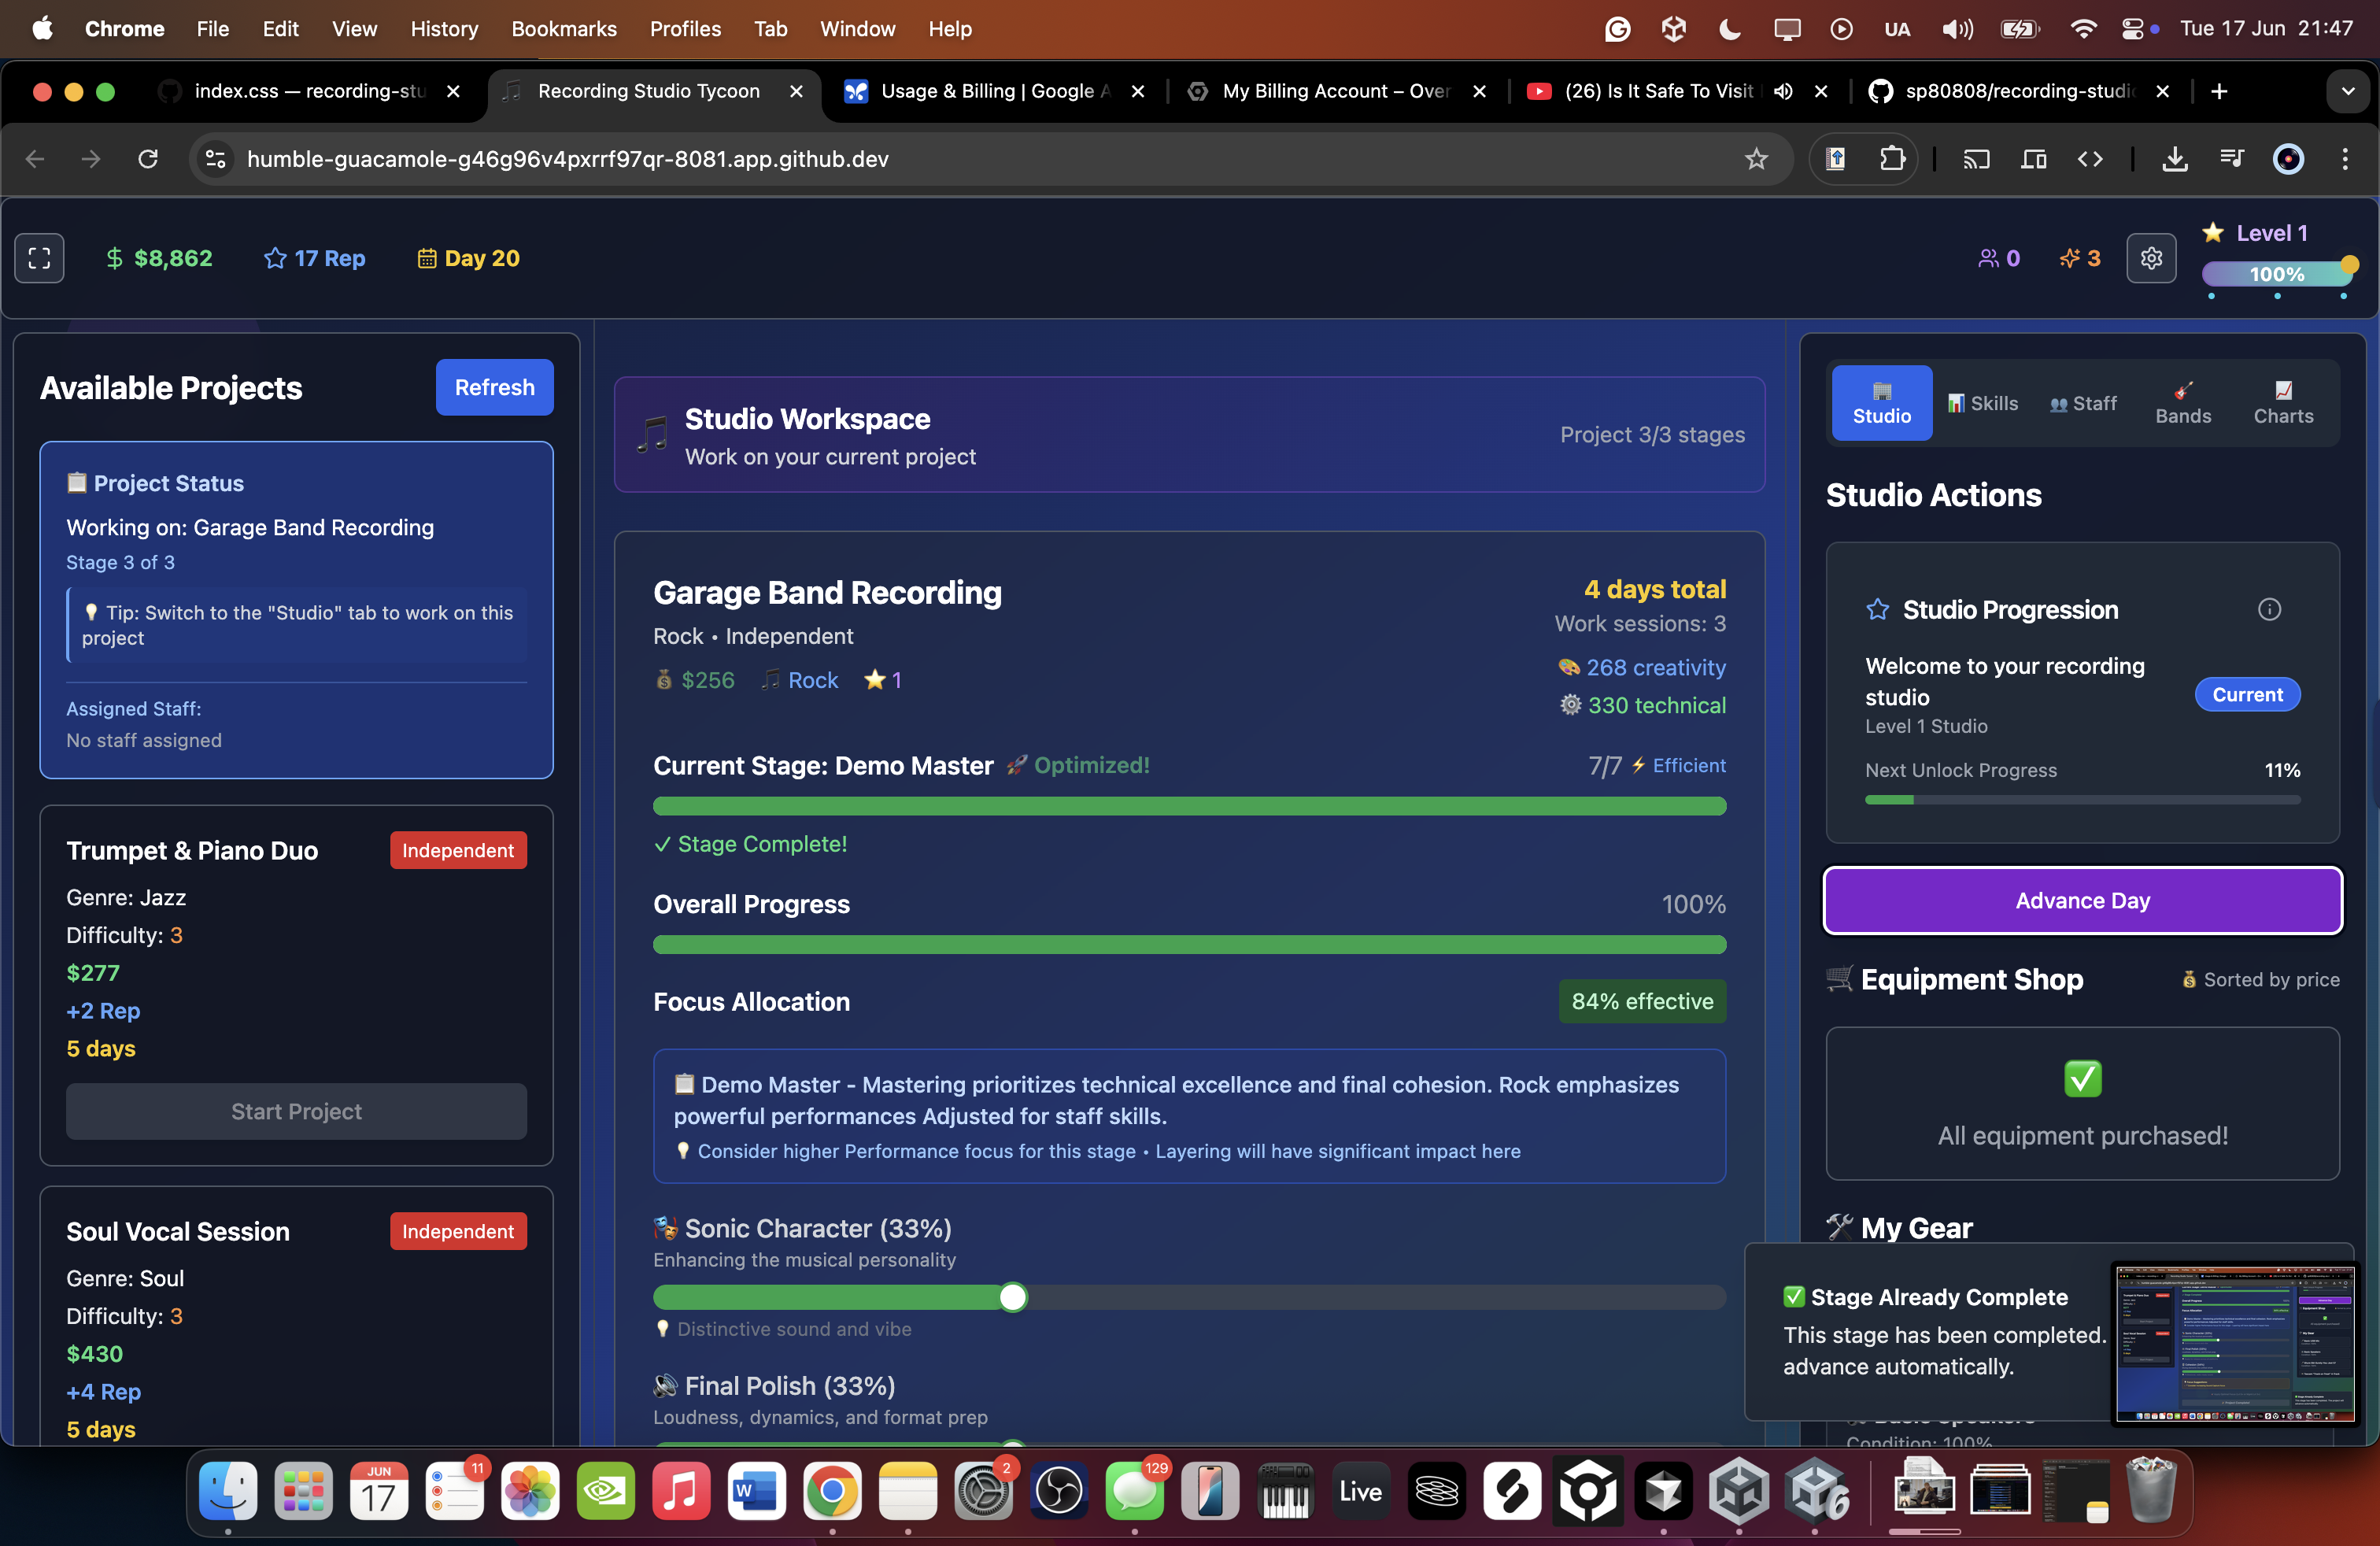 Chrome File Edit View History Bookmarks Profiles Tab Window Help
UA Tue 17 Jun 21:47
index.css — recording-stu
Recording Studio Tycoon
Usage & Billing | Google A
My Billing Account – Over
(26) Is It Safe To Visit
sp80808/recording-studi
humble-guacamole-g46g96v4pxrrf97qr-8081.app.github.dev
$8,862
17 Rep
Day 20
0
3
Level 1
100%
Available Projects
Refresh
Project Status
Working on: Garage Band Recording
Stage 3 of 3
Tip: Switch to the "Studio" tab to work on this
project
Assigned Staff:
No staff assigned
Trumpet & Piano Duo
Independent
Genre: Jazz
Difficulty: 3
$277
+2 Rep
5 days
Start Project
Soul Vocal Session
Independent
Genre: Soul
Difficulty: 3
$430
+4 Rep
5 days
Studio Workspace
Work on your current project
Project 3/3 stages
Garage Band Recording
4 days total
Rock • Independent
Work sessions: 3
$256 Rock 1
268 creativity
330 technical
Current Stage: Demo Master Optimized!
7/7 Efficient
✓ Stage Complete!
Overall Progress
100%
Focus Allocation
84% effective
Demo Master - Mastering prioritizes technical excellence and final cohesion. Rock emphasizes
powerful performances Adjusted for staff skills.
Consider higher Performance focus for this stage • Layering will have significant impact here
Sonic Character (33%)
Enhancing the musical personality
Distinctive sound and vibe
Final Polish (33%)
Loudness, dynamics, and format prep
Studio
Skills
Staff
Bands
Charts
Studio Actions
Studio Progression
Welcome to your recording
studio
Level 1 Studio
Current
Next Unlock Progress
11%
Advance Day
Equipment Shop
Sorted by price
All equipment purchased!
My Gear
Stage Already Complete
This stage has been completed.
advance automatically.
Basic Speakers
Condition: 100%
JUN
17
11
2
129
Live
6